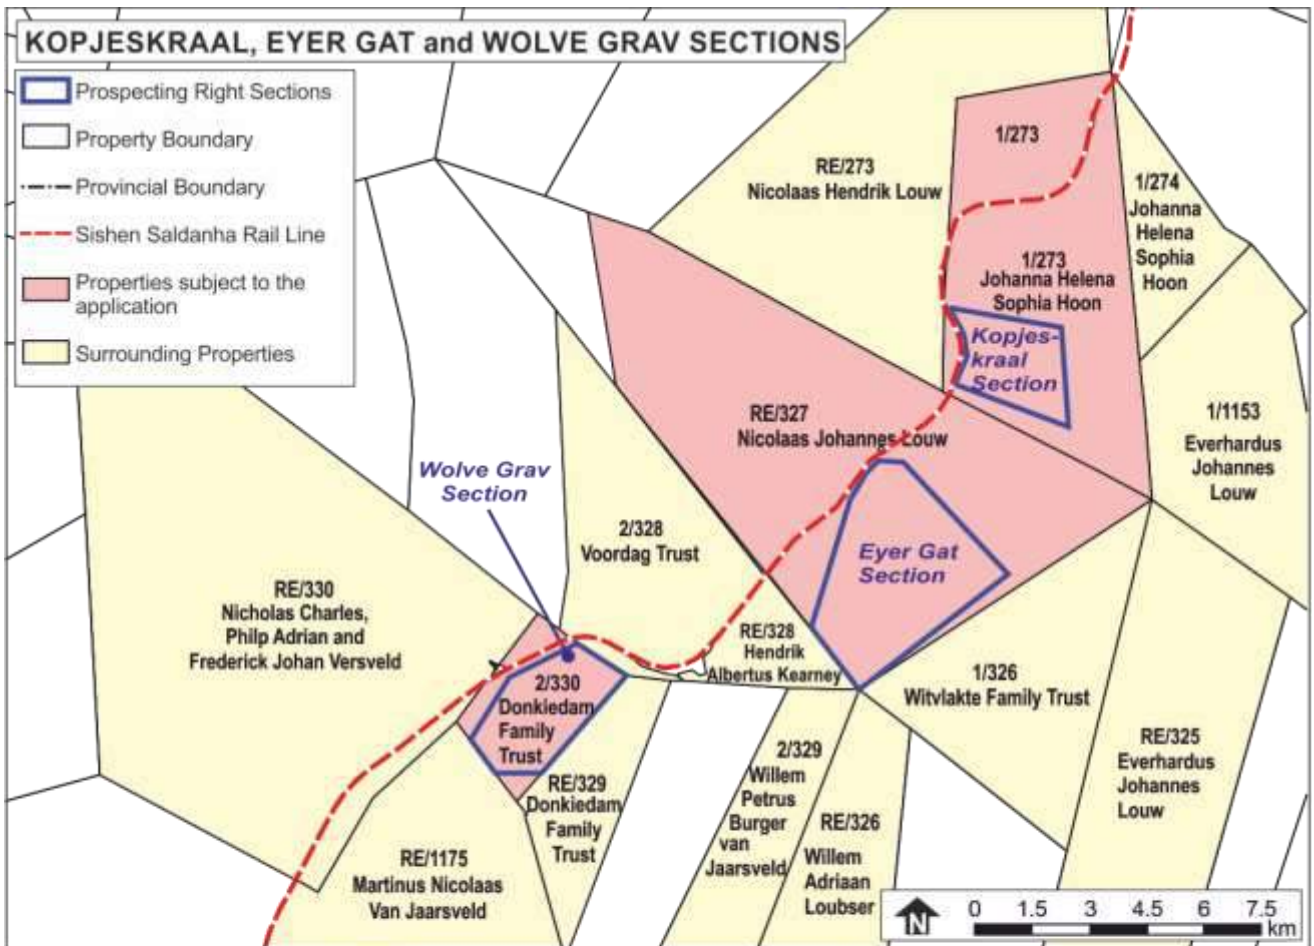 KOPJESKRAAL, EYER GAT and WOLVE GRAV SECTIONS
Prospecting Right Sections
Property Boundary
Provincial Boundary
Sishen Saldanha Rail Line
Properties subject to the
application
Surrounding Properties
1/273
RE/273
Nicolaas Hendrik Louw
1/274
Johanna
Helena
Sophia
Hoon
1/273
Johanna Helena
Sophia Hoon
Kopjes-
kraal
Section
RE/327
Nicolaas Johannes Louw
1/1153
Everhardus
Johannes
Louw
Wolve Grav
Section
2/328
Voordag Trust
Eyer Gat
Section
RE/330
Nicholas Charles,
Philp Adrian and
Frederick Johan Versveld
RE/328
Hendrik
Albertus Kearney
1/326
Witvlakte Family Trust
2/330
Donkiedam
Family
Trust
RE/329
Donkiedam
Family
Trust
2/329
Willem
Petrus
Burger
van
Jaarsveld
RE/325
Everhardus
Johannes
Louw
RE/326
Willem
Adriaan
Loubser
RE/1175
Martinus Nicolaas
Van Jaarsveld
N
0 1.5 3 4.5 6 7.5
km